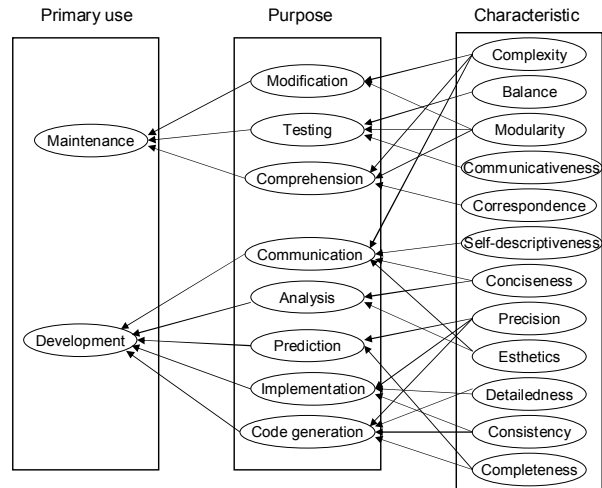 Primary use
Purpose
Characteristic
Maintenance
Development
Modification
Testing
Comprehension
Communication
Analysis
Prediction
Implementation
Code generation
Complexity
Balance
Modularity
Communicativeness
Correspondence
Self-descriptiveness
Conciseness
Precision
Esthetics
Detailedness
Consistency
Completeness